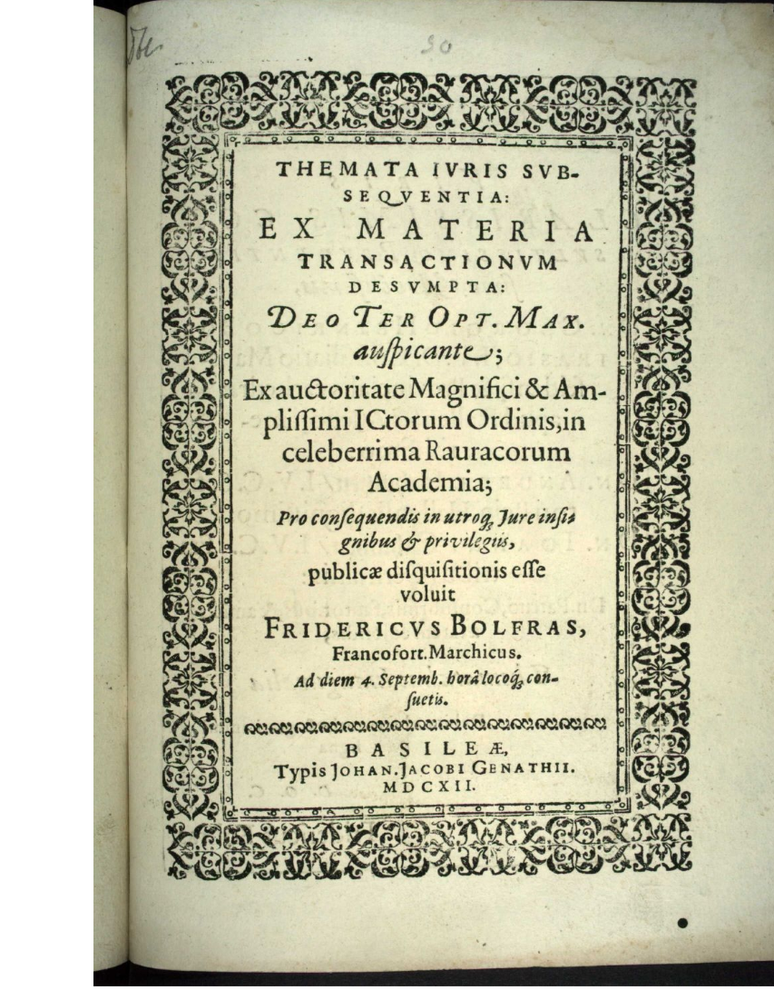 30
THEMATA IVRIS SVB-
SEQVENTIA:
EX MATERIA
TRANSACTIONVM
DESVMPTA:
DEO TER OPT. MAX.
auſpicante;
Ex auctoritate Magnifici & Am-
pliſſimi ICtorum Ordinis, in
celeberrima Rauracorum
Academia;
Pro conſequendis in utroq; Jure inſi-
gnibus & privilegiis,
publicæ diſquiſitionis eſſe
voluit
FRIDERICVS BOLFRAS,
Francofort. Marchicus.
Ad diem 4. Septemb. horâ locoq́; con-
ſuetis.
BASILEÆ,
Typis JOHAN. JACOBI GENATHII.
MDCXII.